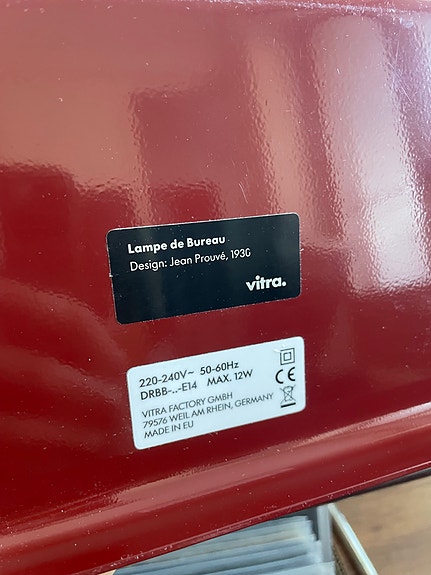 Lampe de Bureau
Design: Jean Prouvé, 1930
vitra.
220-240V~ 50-60Hz
DRBB-..-E14 MAX. 12W
VITRA FACTORY GMBH
79576 WEIL AM RHEIN, GERMANY
MADE IN EU
CE